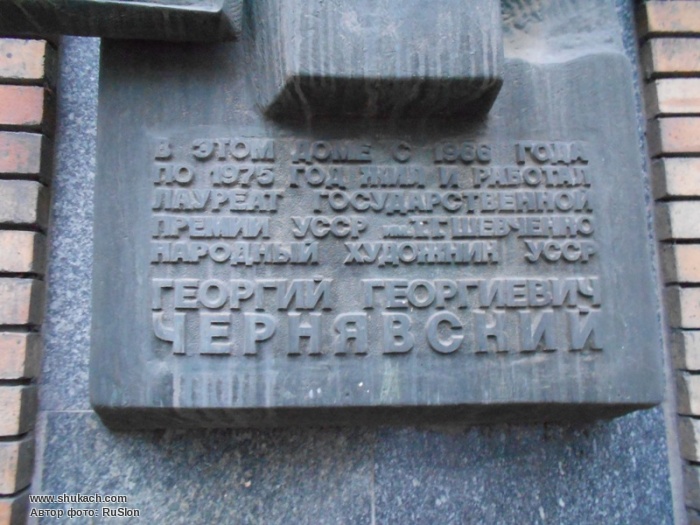 В ЭТОМ ДОМЕ С 1966 ГОДА
ПО 1975 ГОД ЖИЛ И РАБОТАЛ
ЛАУРЕАТ ГОСУДАРСТВЕННОЙ
ПРЕМИИ УССР им. Т.Г. ШЕВЧЕНКО
НАРОДНЫЙ ХУДОЖНИК УССР
ГЕОРГИЙ ГЕОРГИЕВИЧ
ЧЕРНЯВСКИЙ
www.shukach.com
Автор фото: RuSlon